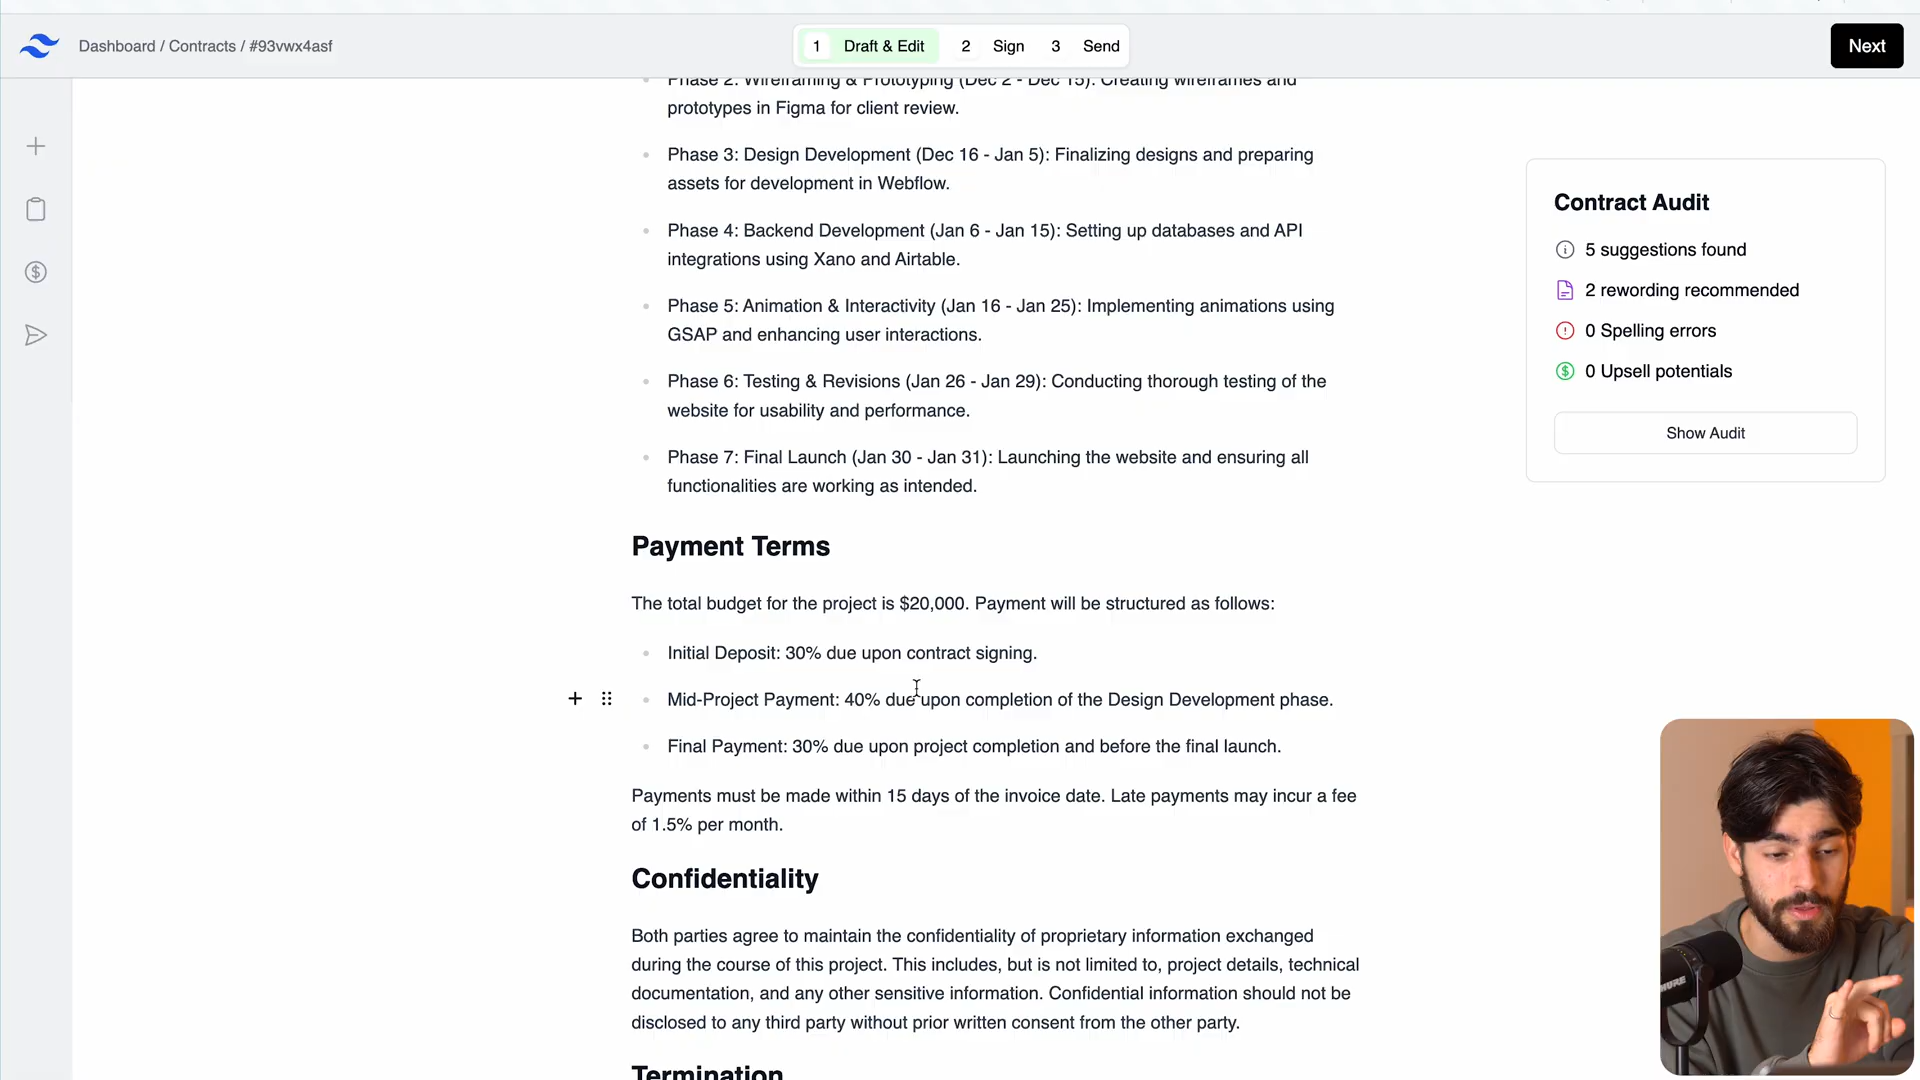 Dashboard / Contracts / #93vwx4asf
1 Draft & Edit 2 Sign 3 Send
Next
Phase 2: Wireframing & Prototyping (Dec 2 - Dec 15): Creating wireframes and
prototypes in Figma for client review.
Phase 3: Design Development (Dec 16 - Jan 5): Finalizing designs and preparing
assets for development in Webflow.
Phase 4: Backend Development (Jan 6 - Jan 15): Setting up databases and API
integrations using Xano and Airtable.
Phase 5: Animation & Interactivity (Jan 16 - Jan 25): Implementing animations using
GSAP and enhancing user interactions.
Phase 6: Testing & Revisions (Jan 26 - Jan 29): Conducting thorough testing of the
website for usability and performance.
Phase 7: Final Launch (Jan 30 - Jan 31): Launching the website and ensuring all
functionalities are working as intended.
Payment Terms
The total budget for the project is $20,000. Payment will be structured as follows:
Initial Deposit: 30% due upon contract signing.
Mid-Project Payment: 40% due upon completion of the Design Development phase.
Final Payment: 30% due upon project completion and before the final launch.
Payments must be made within 15 days of the invoice date. Late payments may incur a fee
of 1.5% per month.
Confidentiality
Both parties agree to maintain the confidentiality of proprietary information exchanged
during the course of this project. This includes, but is not limited to, project details, technical
documentation, and any other sensitive information. Confidential information should not be
disclosed to any third party without prior written consent from the other party.
Termination
Contract Audit
5 suggestions found
2 rewording recommended
0 Spelling errors
0 Upsell potentials
Show Audit